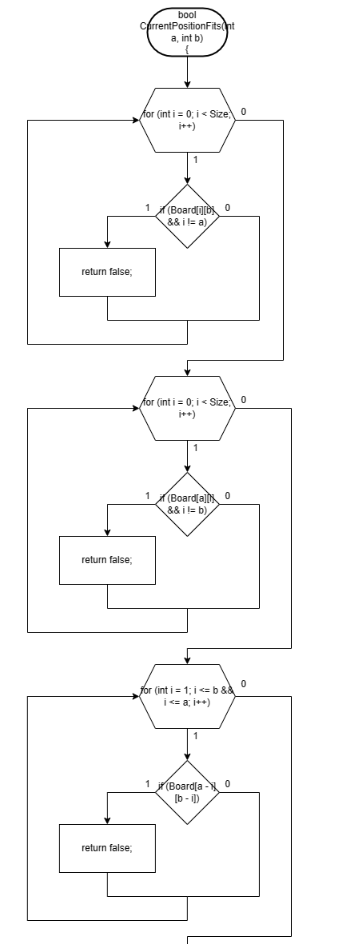 bool
CurrentPositionFits(int
a, int b)
{
for (int i = 0; i < Size;
i++)
0
1
if (Board[i][b]
&& i != a)
1
0
return false;
for (int i = 0; i < Size;
i++)
0
1
if (Board[a][i]
&& i != b)
1
0
return false;
for (int i = 1; i <= b &&
i <= a; i++)
0
1
if (Board[a - i]
[b - i])
1
0
return false;